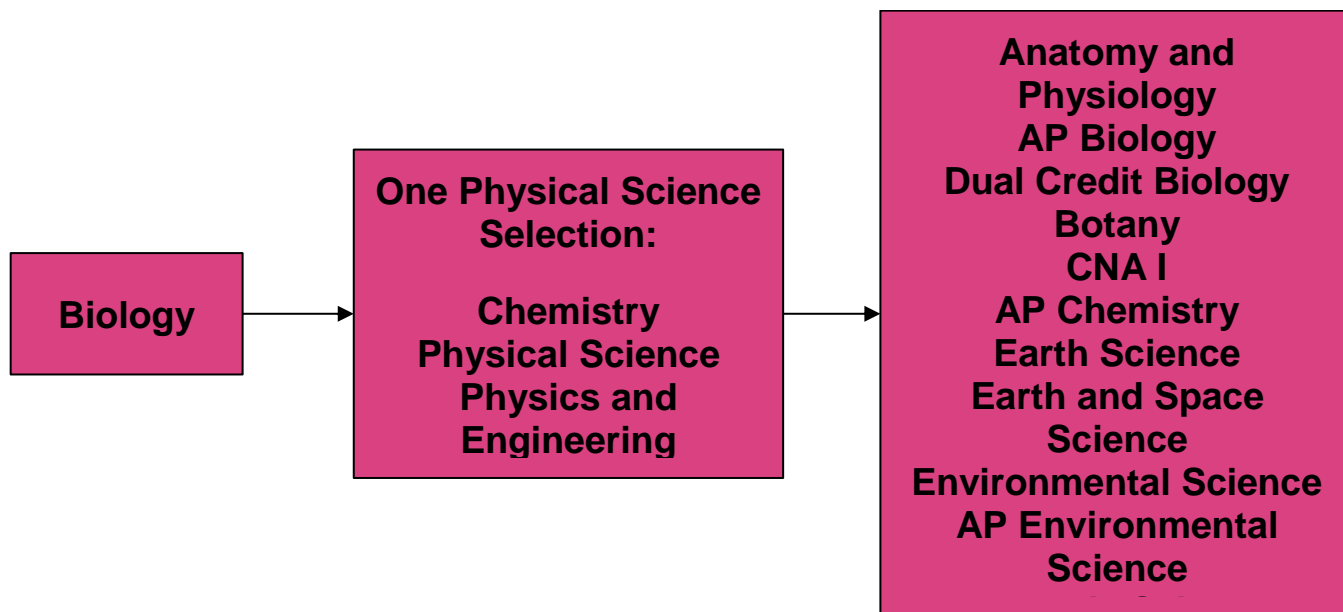 Biology
One Physical Science
Selection:
Chemistry
Physical Science
Physics and
Engineering
Anatomy and
Physiology
AP Biology
Dual Credit Biology
Botany
CNA I
AP Chemistry
Earth Science
Earth and Space
Science
Environmental Science
AP Environmental
Science